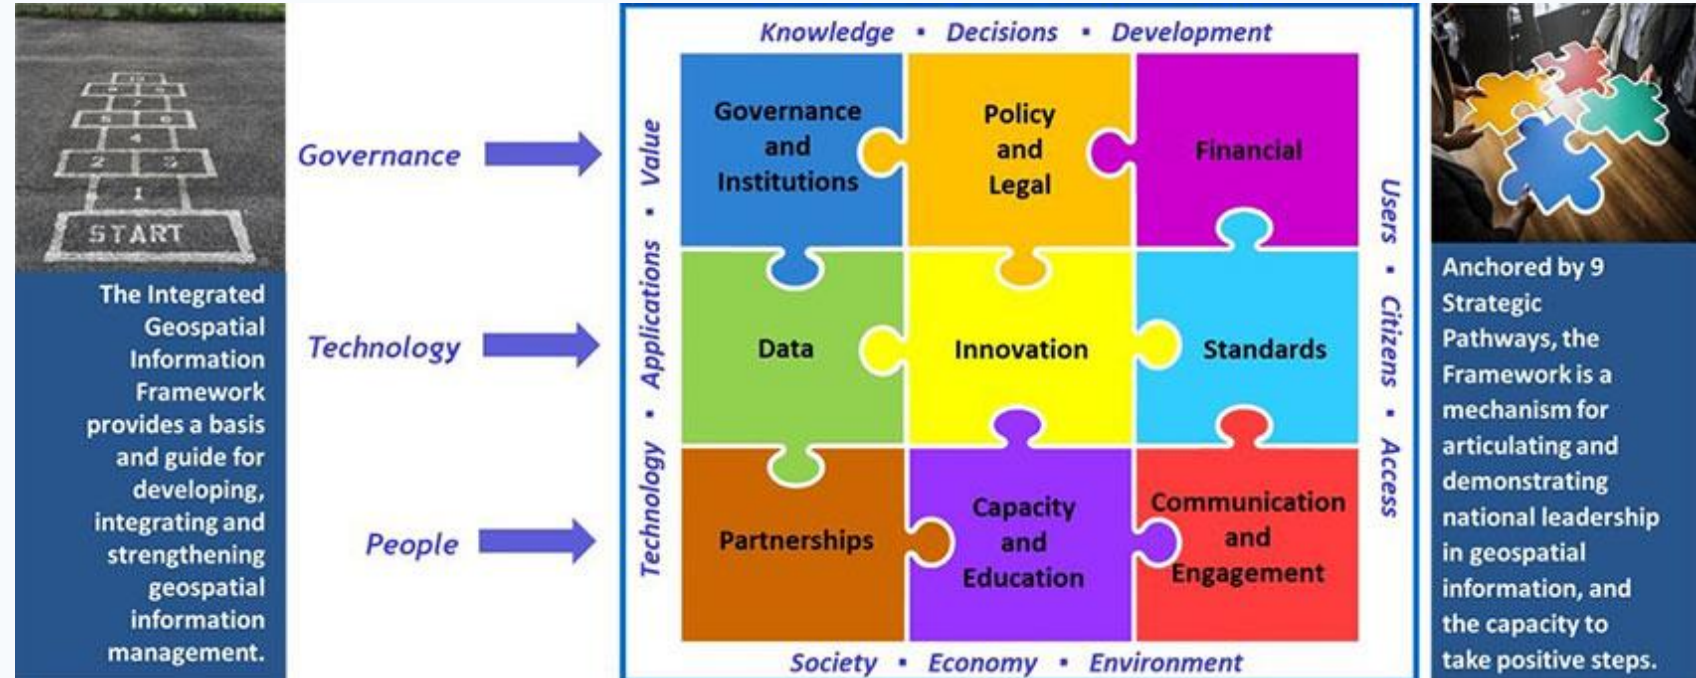 START
1
2 3
4
5 6
7
The Integrated
Geospatial
Information
Framework
provides a basis
and guide for
developing,
integrating and
strengthening
geospatial
information
management.
Governance
Technology
People
Knowledge ▪ Decisions ▪ Development
Technology ▪ Applications ▪ Value
Governance
and
Institutions
Policy
and
Legal
Financial
Data
Innovation
Standards
Partnerships
Capacity
and
Education
Communication
and
Engagement
Users ▪ Citizens ▪ Access
Society ▪ Economy ▪ Environment
Anchored by 9
Strategic
Pathways, the
Framework is a
mechanism for
articulating and
demonstrating
national leadership
in geospatial
information, and
the capacity to
take positive steps.